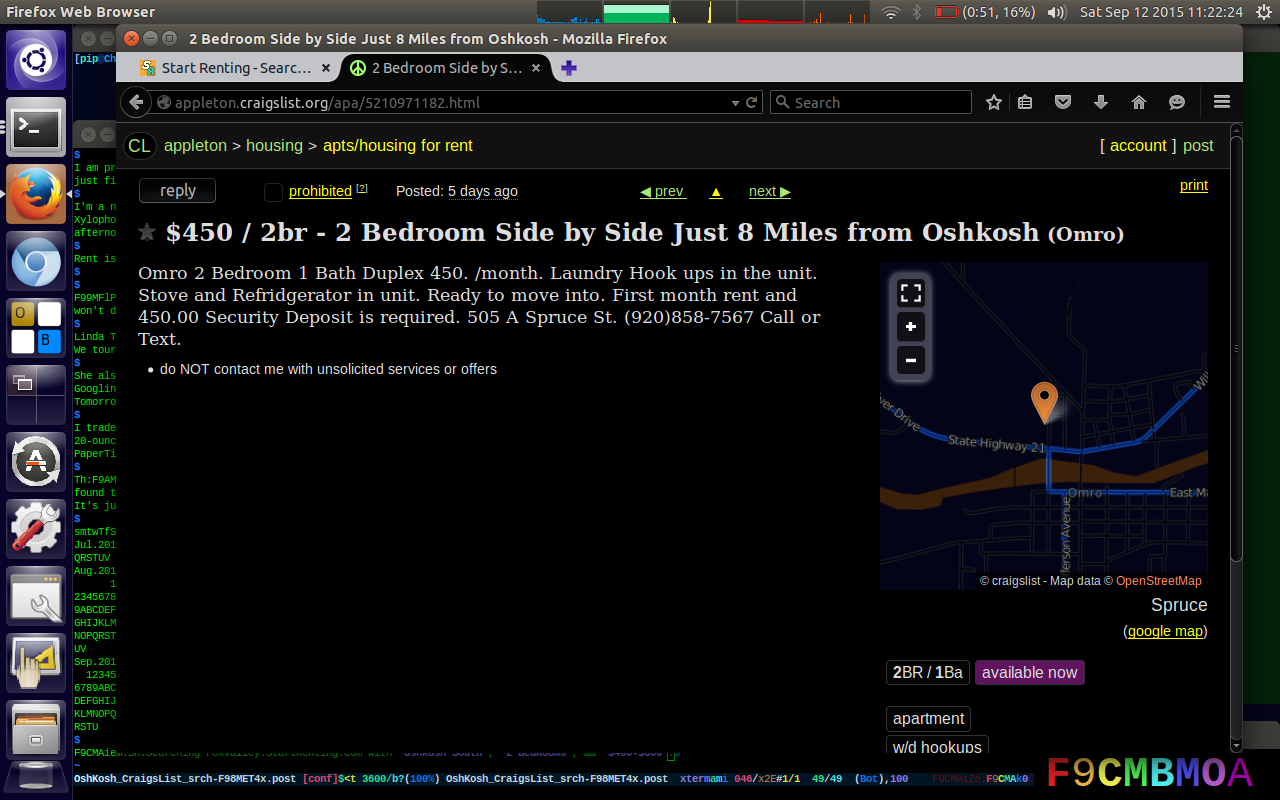 Firefox Web Browser
(0:51, 16%)
Sat Sep 12 2015 11:22:24
2 Bedroom Side by Side Just 8 Miles from Oshkosh - Mozilla Firefox
[pip@Ch
Start Renting - Searc…
2 Bedroom Side by S…
appleton.craigslist.org/apa/5210971182.html
Search
CL
appleton > housing > apts/housing for rent
[ account ] post
reply
prohibited [?]
Posted: 5 days ago
◀ prev
▲
next ▶
print
$450 / 2br - 2 Bedroom Side by Side Just 8 Miles from Oshkosh (Omro)
Omro 2 Bedroom 1 Bath Duplex 450. /month. Laundry Hook ups in the unit.
Stove and Refridgerator in unit. Ready to move into. First month rent and
450.00 Security Deposit is required. 505 A Spruce St. (920)858-7567 Call or
Text.
do NOT contact me with unsolicited services or offers
+
−
State Highway 21
Omro
East M
© craigslist - Map data © OpenStreetMap
Spruce
(google map)
2BR / 1Ba
available now
apartment
w/d hookups
$
I am pr
just fi
$
I'm a n
Xylopho
afterno
$
Rent is
$
$
F99MFlP
won't d
$
Linda T
We tour
$
She als
Googlin
Tomorro
$
I trade
20-ounc
PaperTi
$
Th:F9AM
found t
It's ju
$
smtwTfS
Jul.201
QRSTUV
Aug.201
1
2345678
9ABCDEF
GHIJKLM
NOPQRST
UV
Sep.201
12345
6789ABC
DEFGHIJ
KLMNOPQ
RSTU
$
~
OshKosh_CraigsList_srch-F98MET4x.post [conf]$<t 3600/b?(100%) OshKosh_CraigsList_srch-F98MET4x.post xtermami 046/x2E#1/1 49/49 (Bot),100 F9CMAiZe:F9CMAk0
F9CMBMOA